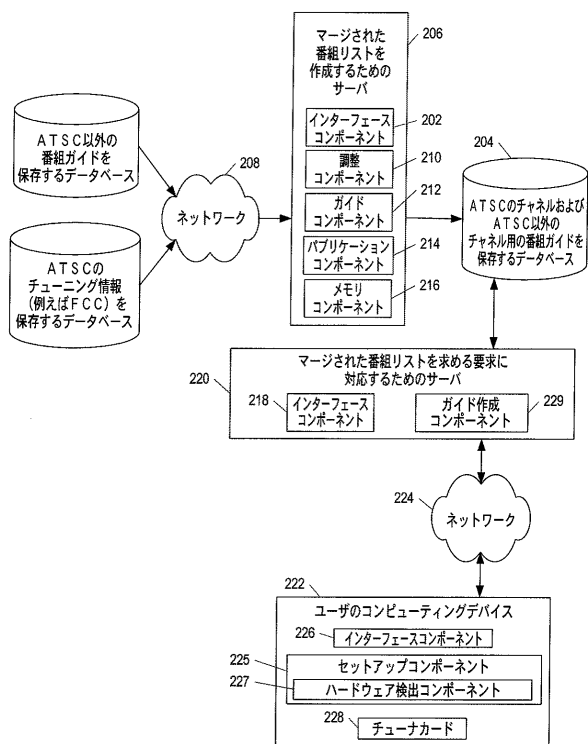 マージされた
番組リストを
作成するための
サーバ
206
インターフェース
コンポーネント
202
調整
コンポーネント
210
ガイド
コンポーネント
212
パブリケーション
コンポーネント
214
メモリ
コンポーネント
216
ATSC以外の
番組ガイドを
保存するデータベース
208
ネットワーク
ATSCの
チューニング情報
(例えばFCC)を
保存するデータベース
204
ATSCのチャネルおよび
ATSC以外の
チャネル用の番組ガイドを
保存するデータベース
マージされた番組リストを求める要求に
対応するためのサーバ
220
218
インターフェース
コンポーネント
ガイド作成
コンポーネント
229
224
ネットワーク
222
ユーザのコンピューティングデバイス
226
インターフェースコンポーネント
225
セットアップコンポーネント
227
ハードウェア検出コンポーネント
228
チューナカード